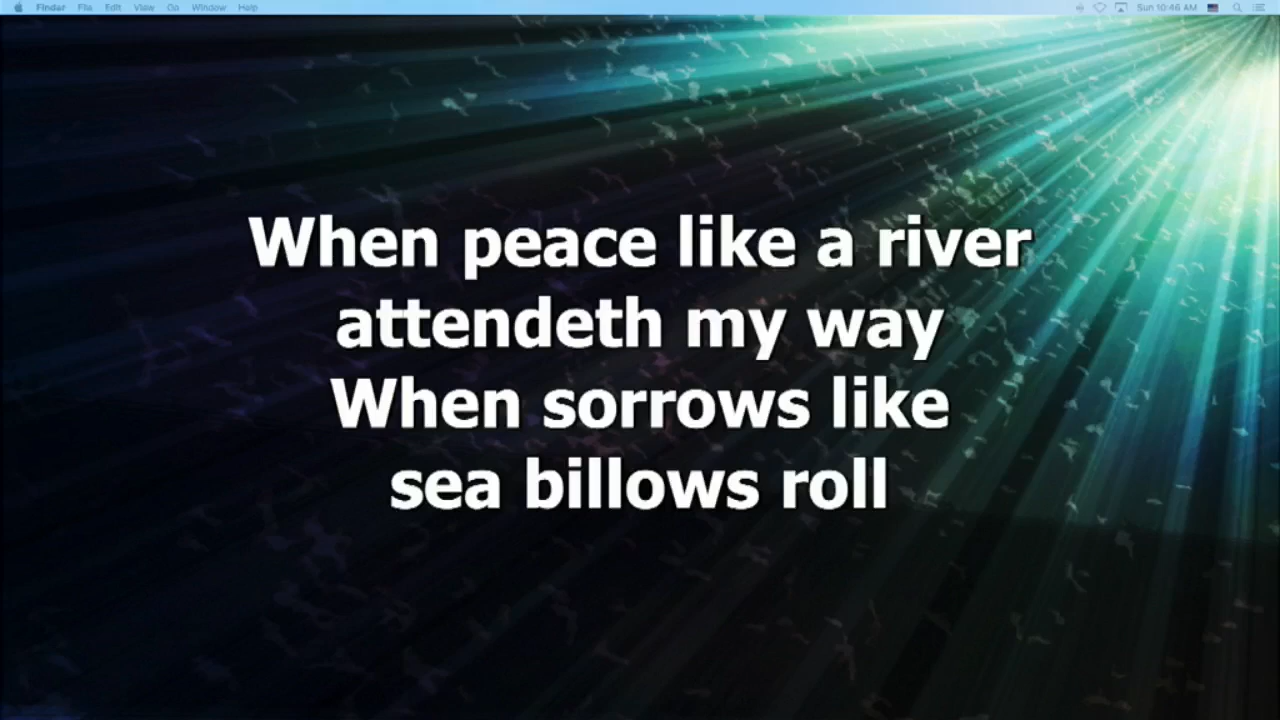 Finder File Edit View Go Window Help Sun 10:46 AM
When peace like a river
attendeth my way
When sorrows like
sea billows roll